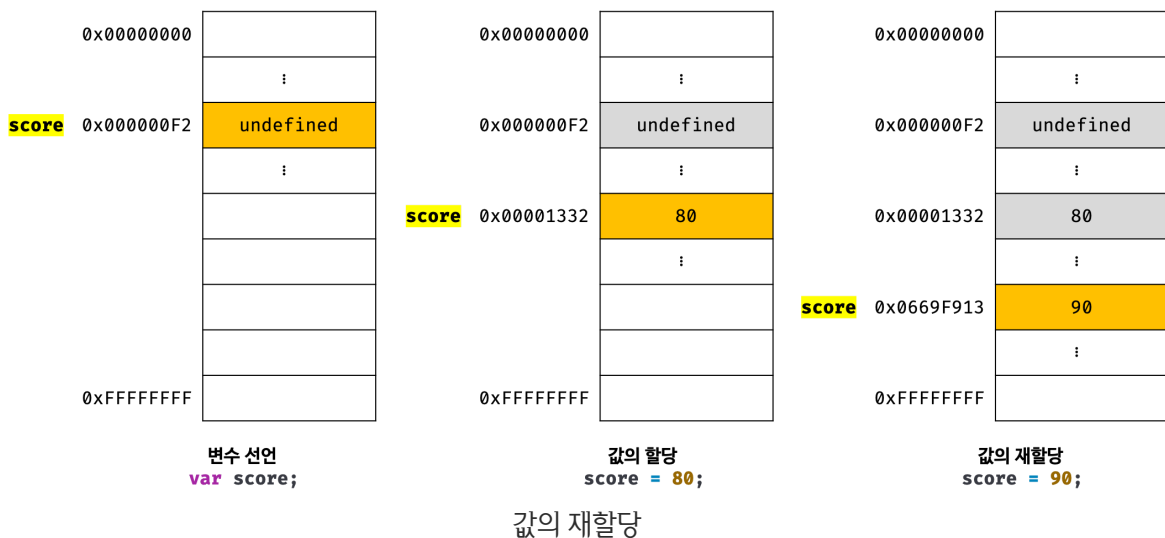 0x00000000
⋮
score 0x000000F2 undefined
⋮
0xFFFFFFFF
변수 선언
var score;
0x00000000
⋮
0x000000F2 undefined
⋮
score 0x00001332 80
⋮
0xFFFFFFFF
값의 할당
score = 80;
0x00000000
⋮
0x000000F2 undefined
⋮
0x00001332 80
⋮
score 0x0669F913 90
⋮
0xFFFFFFFF
값의 재할당
score = 90;
값의 재할당